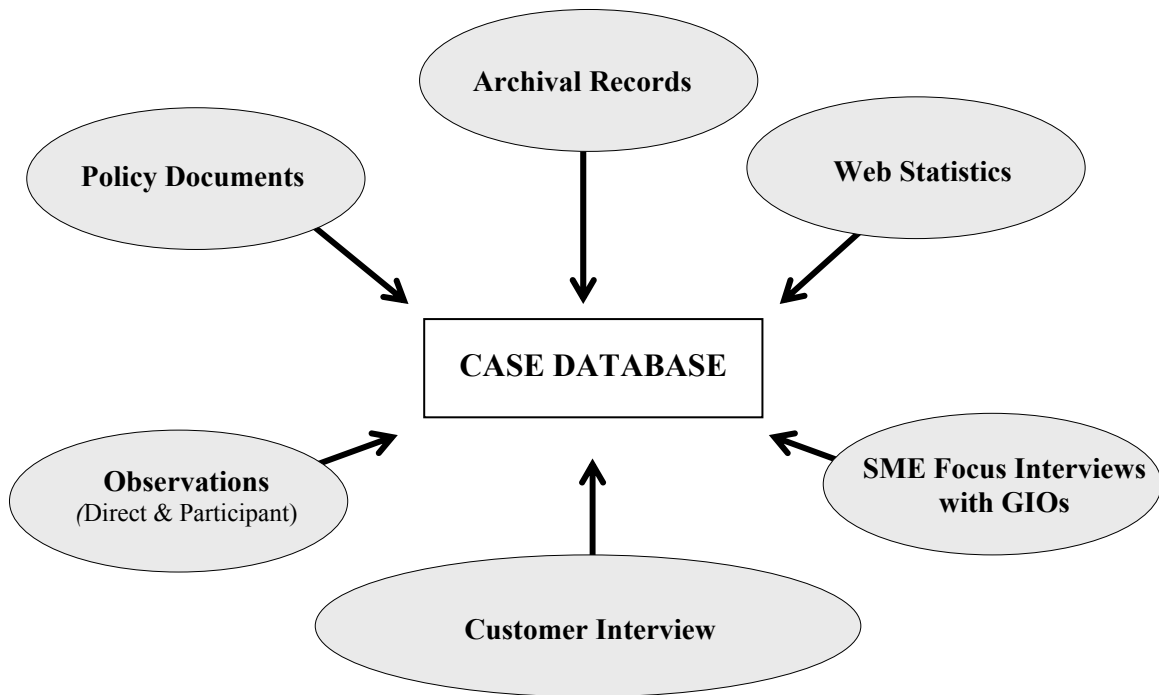 Archival Records
Policy Documents
Web Statistics
CASE DATABASE
Observations
(Direct & Participant)
SME Focus Interviews
with GIOs
Customer Interview